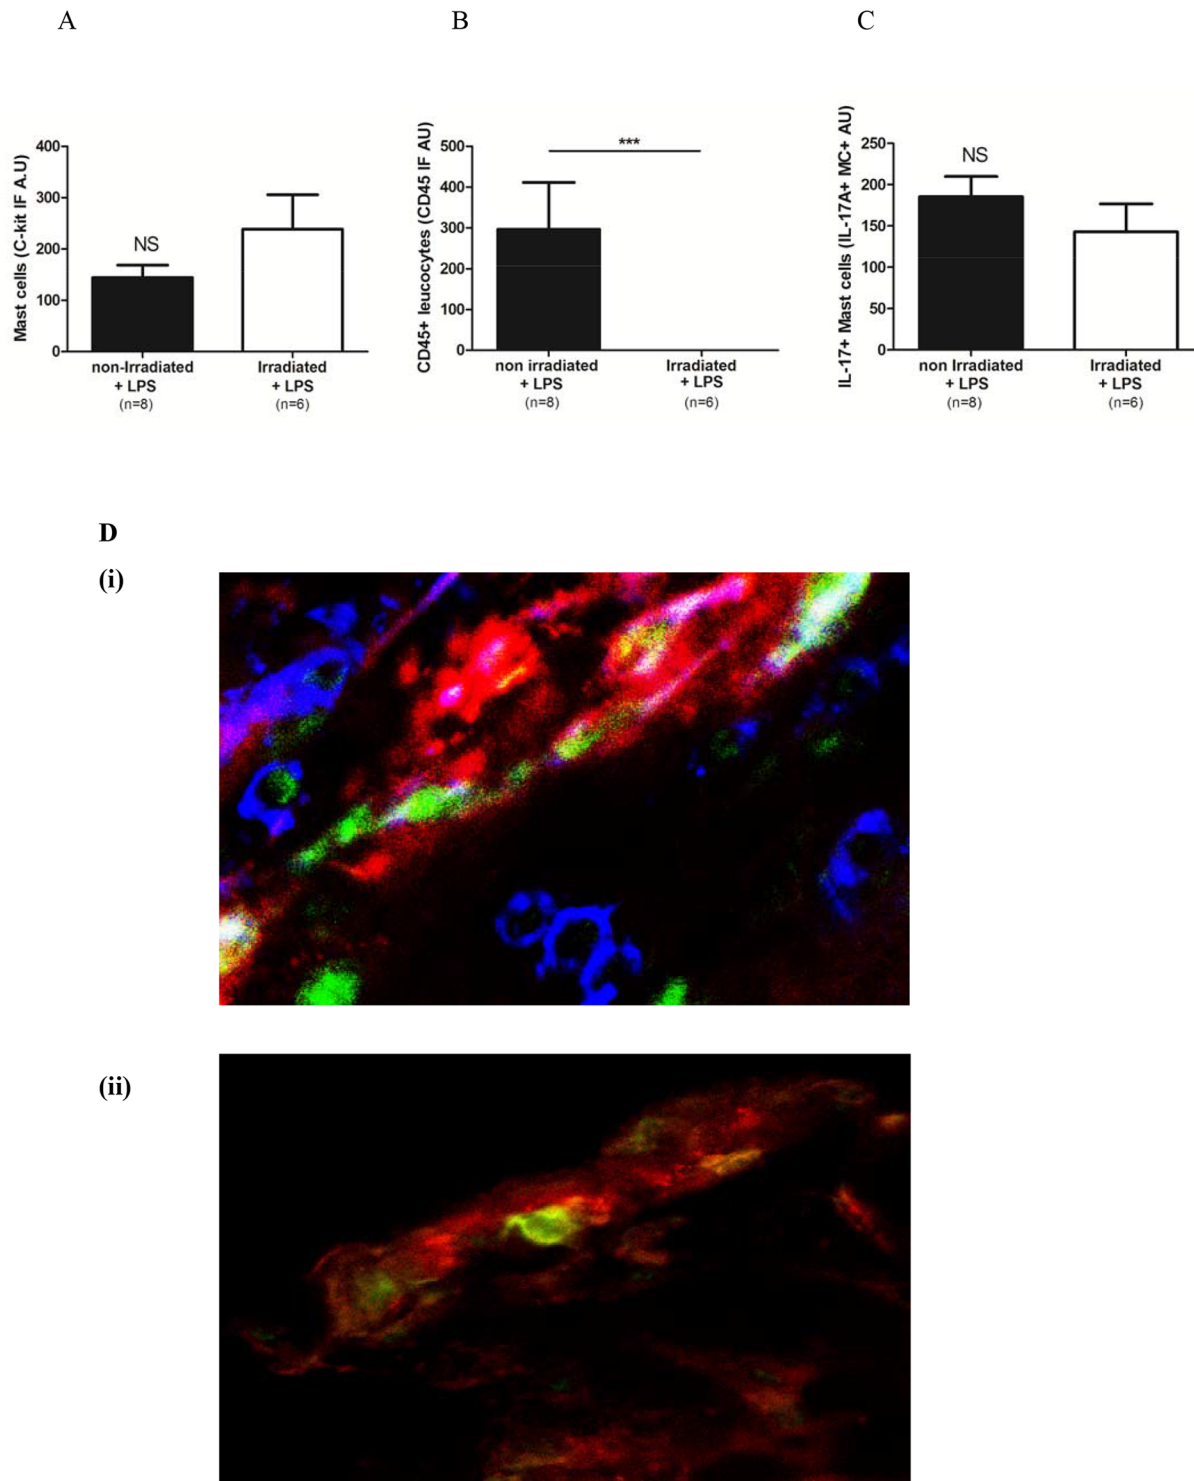 A
B
C
Mast cells (C-kit IF A.U)
400
300
200
100
0
NS
non-Irradiated
+ LPS
(n=8)
Irradiated
+ LPS
(n=6)
CD45+ leucocytes (CD45 IF AU)
500
400
300
200
100
0
***
non irradiated
+ LPS
(n=8)
Irradiated
+ LPS
(n=6)
IL-17+ Mast cells (IL-17A+ MC+ AU)
250
200
150
100
50
0
NS
non Irradiated
+ LPS
(n=8)
Irradiated
+ LPS
(n=6)
D
(i)
(ii)